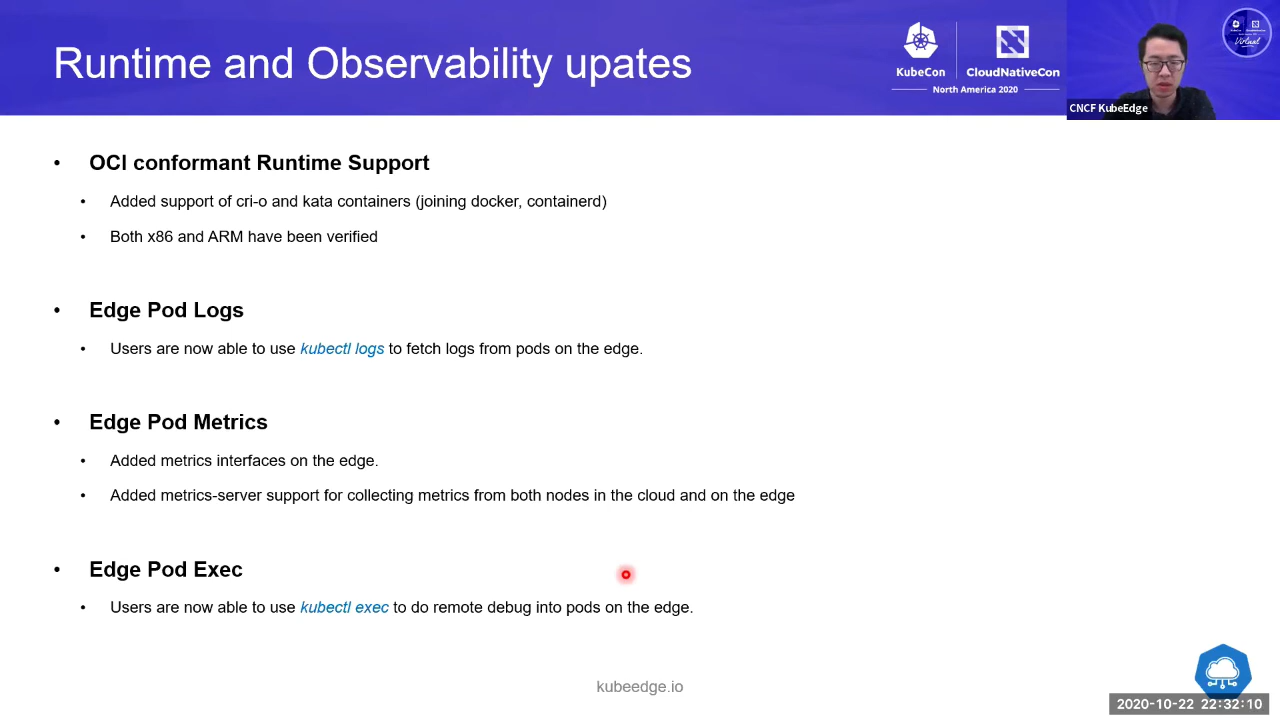 Runtime and Observability upates
KubeCon
CloudNativeCon
North America 2020
Virtual
CNCF KubeEdge
• OCI conformant Runtime Support
• Added support of cri-o and kata containers (joining docker, containerd)
• Both x86 and ARM have been verified
• Edge Pod Logs
• Users are now able to use kubectl logs to fetch logs from pods on the edge.
• Edge Pod Metrics
• Added metrics interfaces on the edge.
• Added metrics-server support for collecting metrics from both nodes in the cloud and on the edge
• Edge Pod Exec
• Users are now able to use kubectl exec to do remote debug into pods on the edge.
kubeedge.io
2020-10-22 22:32:10